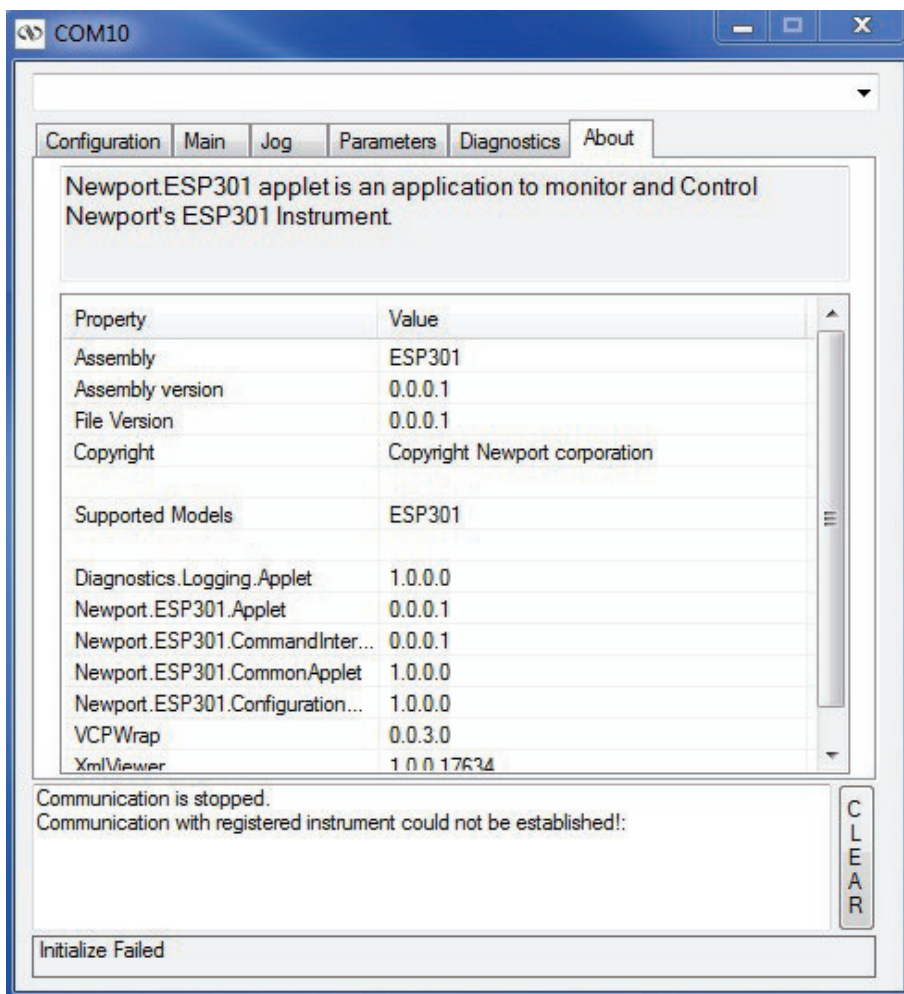 COM10
Configuration Main Jog Parameters Diagnostics About
Newport.ESP301 applet is an application to monitor and Control
Newport's ESP301 Instrument.
Property Value
Assembly ESP301
Assembly version 0.0.0.1
File Version 0.0.0.1
Copyright Copyright Newport corporation
Supported Models ESP301
Diagnostics.Logging.Applet 1.0.0.0
Newport.ESP301.Applet 0.0.0.1
Newport.ESP301.CommandInter... 0.0.0.1
Newport.ESP301.CommonApplet 1.0.0.0
Newport.ESP301.Configuration... 1.0.0.0
VCPWrap 0.0.3.0
XmlViewer 1.0.0.17634
Communication is stopped.
Communication with registered instrument could not be established!:
CLEAR
Initialize Failed